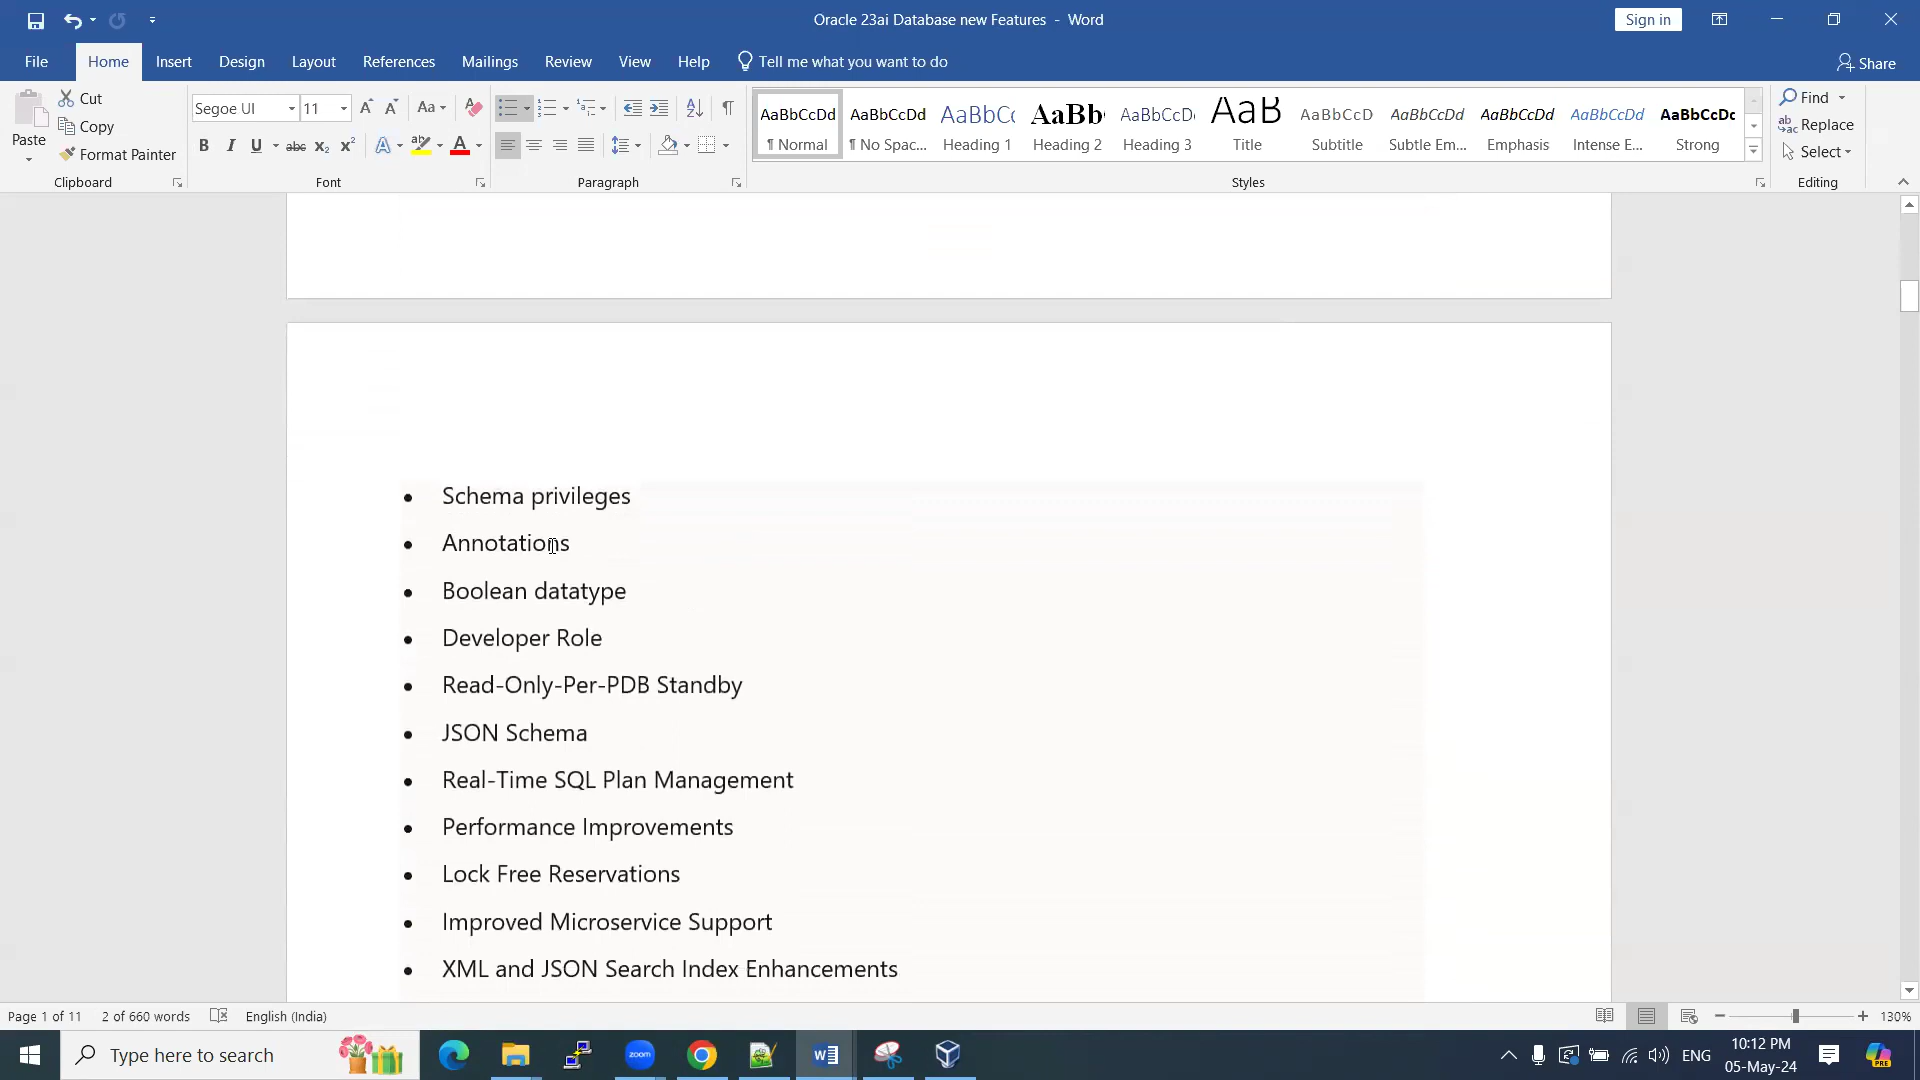 Oracle 23ai Database new Features - Word
Sign in
File Home Insert Design Layout References Mailings Review View Help Tell me what you want to do Share
Paste Cut
Copy
Format Painter
Clipboard
Segoe UI 11 Aa
B I U abc X₂ X² A ab A
Font
Paragraph
AaBbCcDd AaBbCcDd AaBbCc AaBb AaBbCcD AaB AaBbCcD AaBbCcDd AaBbCcDd AaBbCcDd AaBbCcDc
¶ Normal ¶ No Spac... Heading 1 Heading 2 Heading 3 Title Subtitle Subtle Em... Emphasis Intense E... Strong
Styles
Find
Replace
Select
Editing
• Schema privileges
• Annotations
• Boolean datatype
• Developer Role
• Read-Only-Per-PDB Standby
• JSON Schema
• Real-Time SQL Plan Management
• Performance Improvements
• Lock Free Reservations
• Improved Microservice Support
• XML and JSON Search Index Enhancements
Page 1 of 11 2 of 660 words English (India) 130%
Type here to search zoom ENG 10:12 PM
05-May-24